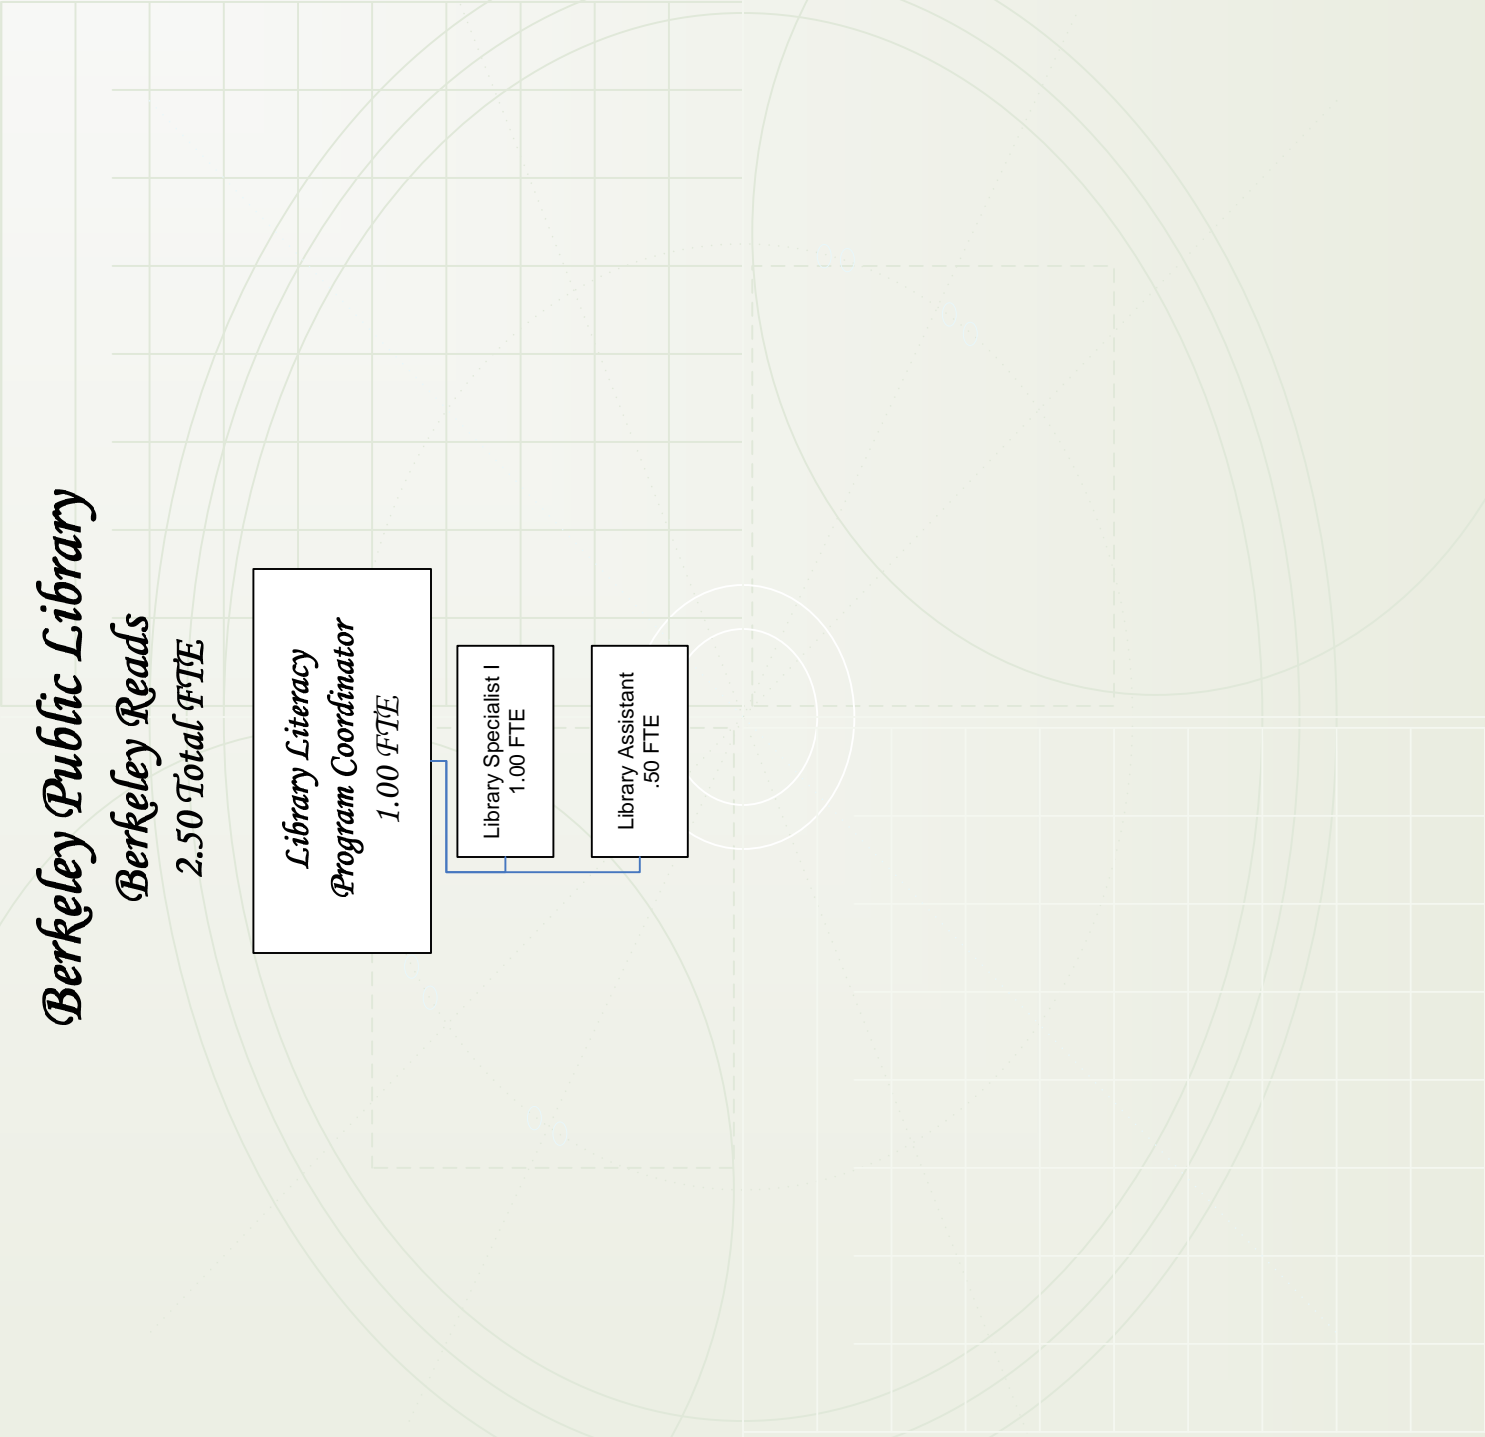 Berkeley Public Library
Berkeley Reads
2.50 Total FTE
Library Literacy
Program Coordinator
1.00 FTE
Library Specialist I
1.00 FTE
Library Assistant
.50 FTE